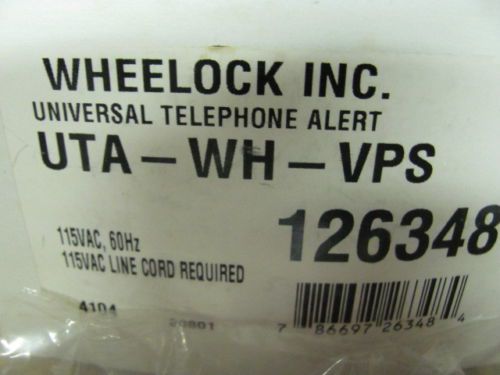 WHEELOCK INC.
UNIVERSAL TELEPHONE ALERT
UTA-WH-VPS
126348
115VAC, 60Hz
115VAC LINE CORD REQUIRED
4104
7 86697 26348 4